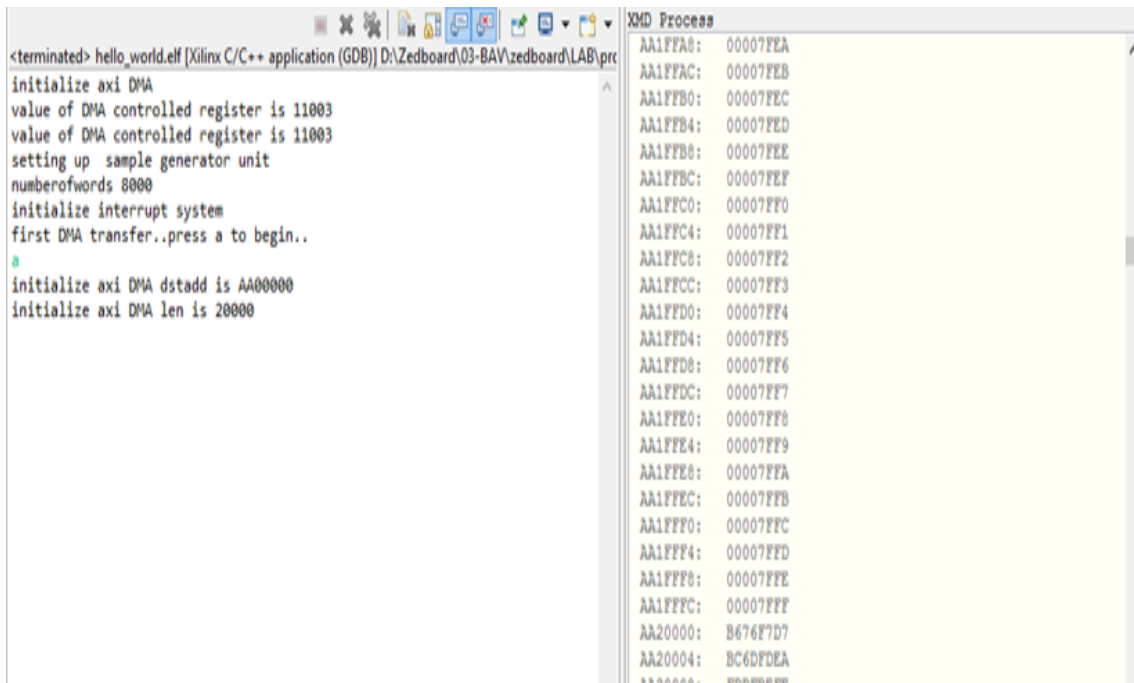 XMD Process
<terminated> hello_world.elf [Xilinx C/C++ application (GDB)] D:\Zedboard\03-BAV\zedboard\LAB\pro
initialize axi DMA
value of DMA controlled register is 11003
value of DMA controlled register is 11003
setting up sample generator unit
numberofwords 8000
initialize interrupt system
first DMA transfer..press a to begin..
a
initialize axi DMA dstadd is AA00000
initialize axi DMA len is 20000
AA1FFA8: 00007FEA
AA1FFAC: 00007FEB
AA1FFB0: 00007FEC
AA1FFB4: 00007FED
AA1FFB8: 00007FEE
AA1FFBC: 00007FEF
AA1FFC0: 00007FF0
AA1FFC4: 00007FF1
AA1FFC8: 00007FF2
AA1FFCC: 00007FF3
AA1FFD0: 00007FF4
AA1FFD4: 00007FF5
AA1FFD8: 00007FF6
AA1FFDC: 00007FF7
AA1FFE0: 00007FF8
AA1FFE4: 00007FF9
AA1FFE8: 00007FFA
AA1FFEC: 00007FFB
AA1FFF0: 00007FFC
AA1FFF4: 00007FFD
AA1FFF8: 00007FFE
AA1FFFC: 00007FFF
AA20000: B676F7D7
AA20004: BC6DFDEA